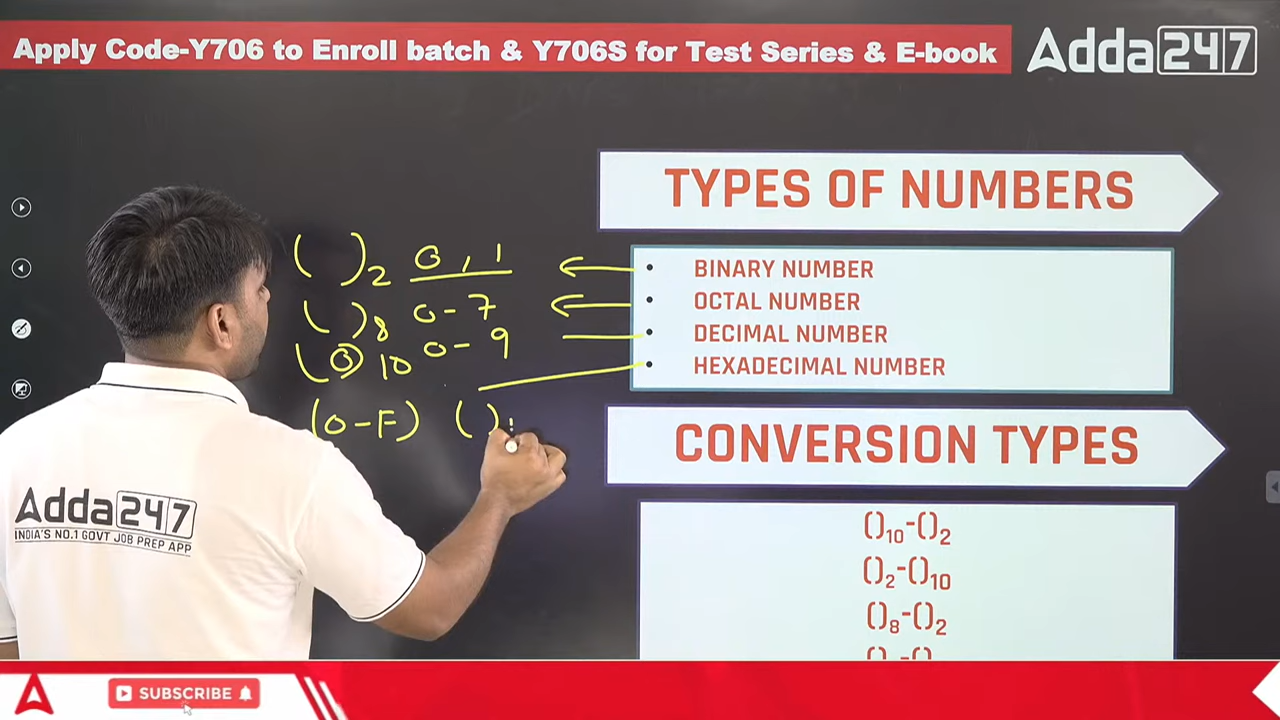 Apply Code-Y706 to Enroll batch & Y706S for Test Series & E-book
Adda247
TYPES OF NUMBERS
( )2 0, 1
( )8 0-7
( ) 10 0-9
(0-F) ( )
• BINARY NUMBER
• OCTAL NUMBER
• DECIMAL NUMBER
• HEXADECIMAL NUMBER
CONVERSION TYPES
()10-()2
()2-()10
()8-()2
Adda247
INDIA'S NO.1 GOVT JOB PREP APP
SUBSCRIBE